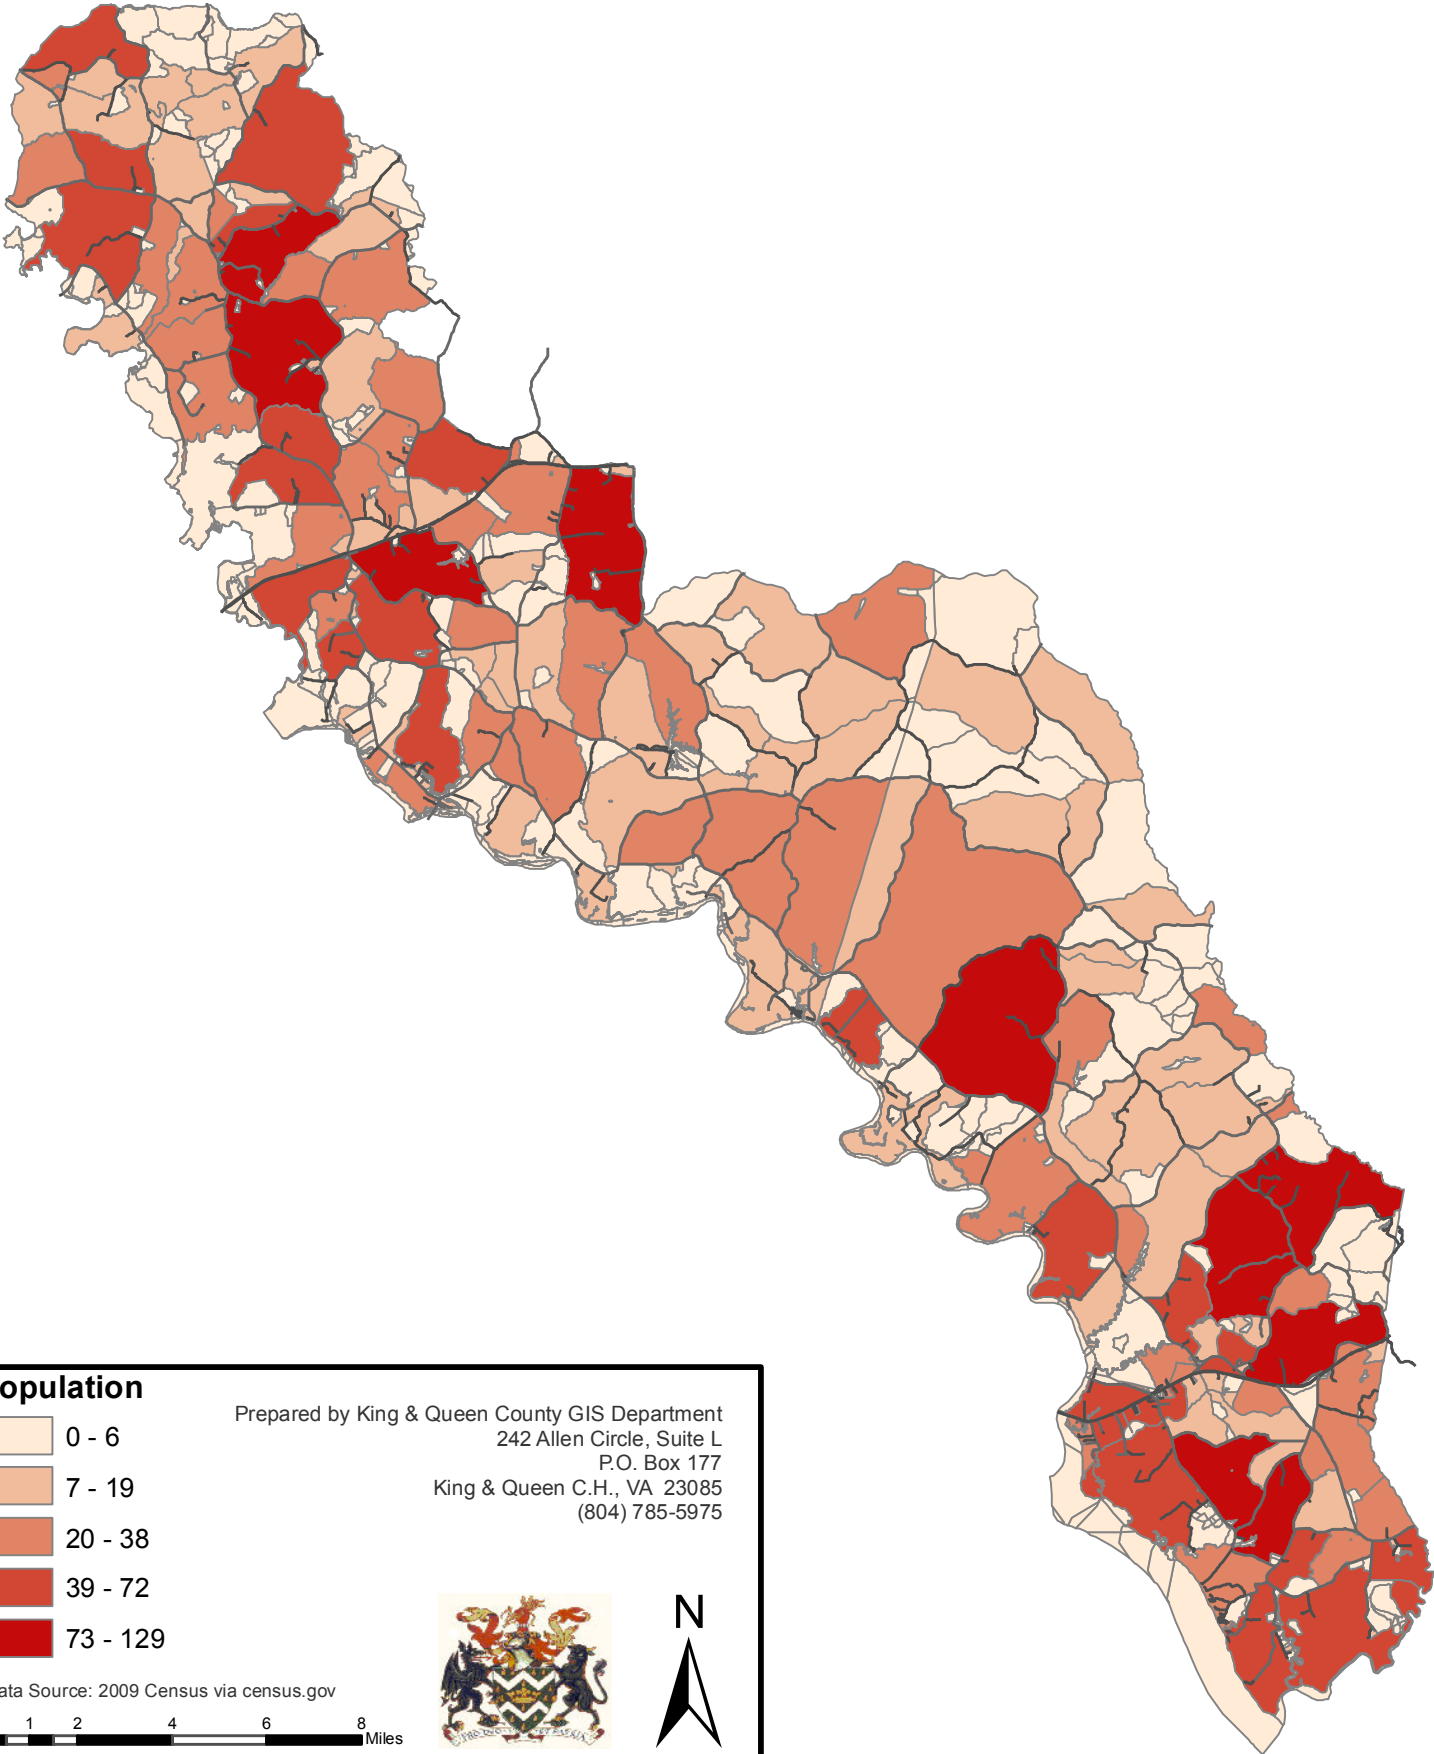 opulation
0 - 6
7 - 19
20 - 38
39 - 72
73 - 129
Prepared by King & Queen County GIS Department
242 Allen Circle, Suite L
P.O. Box 177
King & Queen C.H., VA 23085
(804) 785-5975
N
ata Source: 2009 Census via census.gov
1 2 4 6 8
Miles